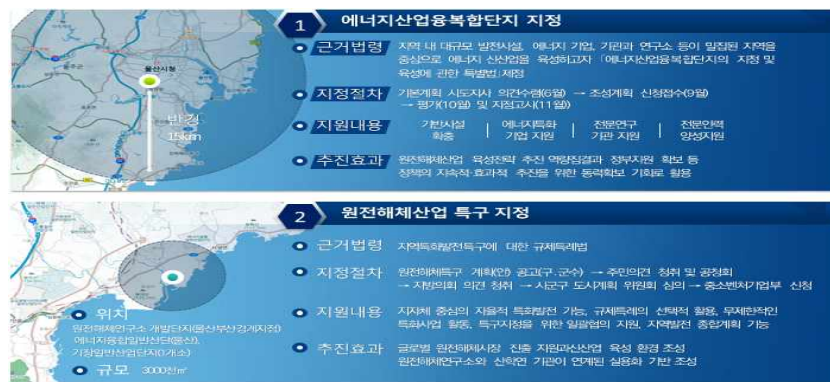 1 에너지산업융복합단지 지정
근거법령 지역 내 대규모 발전시설, 에너지 기업, 기관과 연구소 등이 밀집된 지역을
중심으로 에너지 신산업을 육성하고자 「에너지산업융복합단지의 지정 및
육성에 관한 특별법」제정
지정절차 기본계획 시도지사 의견수렴(6월) → 조성계획 신청접수(9월)
→ 평가(10월) 및 지정고시(11월)
지원내용 기반시설 확충 | 에너지특화 기업 지원 | 전문연구 기관 지원 | 전문인력 양성지원
추진효과 원전해체산업 육성전략 추진 역량집결과 정부지원 확보 등
정책의 지속적·효과적 추진을 위한 동력확보 기회로 활용
울산시청
반경
15km
2 원전해체산업 특구 지정
근거법령 지역특화발전특구에 대한 규제특례법
지정절차 원전해체특구 계획(안) 공고(구·군수) → 주민의견 청취 및 공청회
→ 지방의회 의견 청취 → 시군구 도시계획 위원회 심의 → 중소벤처기업부 신청
지원내용 지자체 중심의 자율적 특화발전 가능, 규제특례의 선택적 활용, 무제한적인
특화사업 활동, 특구지정을 위한 일괄협의 지원, 지역발전 종합계획 가능
추진효과 글로벌 원전해체시장 진출 지원과신산업 육성 환경 조성
원전해체연구소와 산학연 기관이 연계된 실용화 기반 조성
위치
원전해체연구소 개발단지(울산부산경계지정)
에너지융합일반산단(울산),
기장일반산업단지(1개소)
규모 3000천㎡